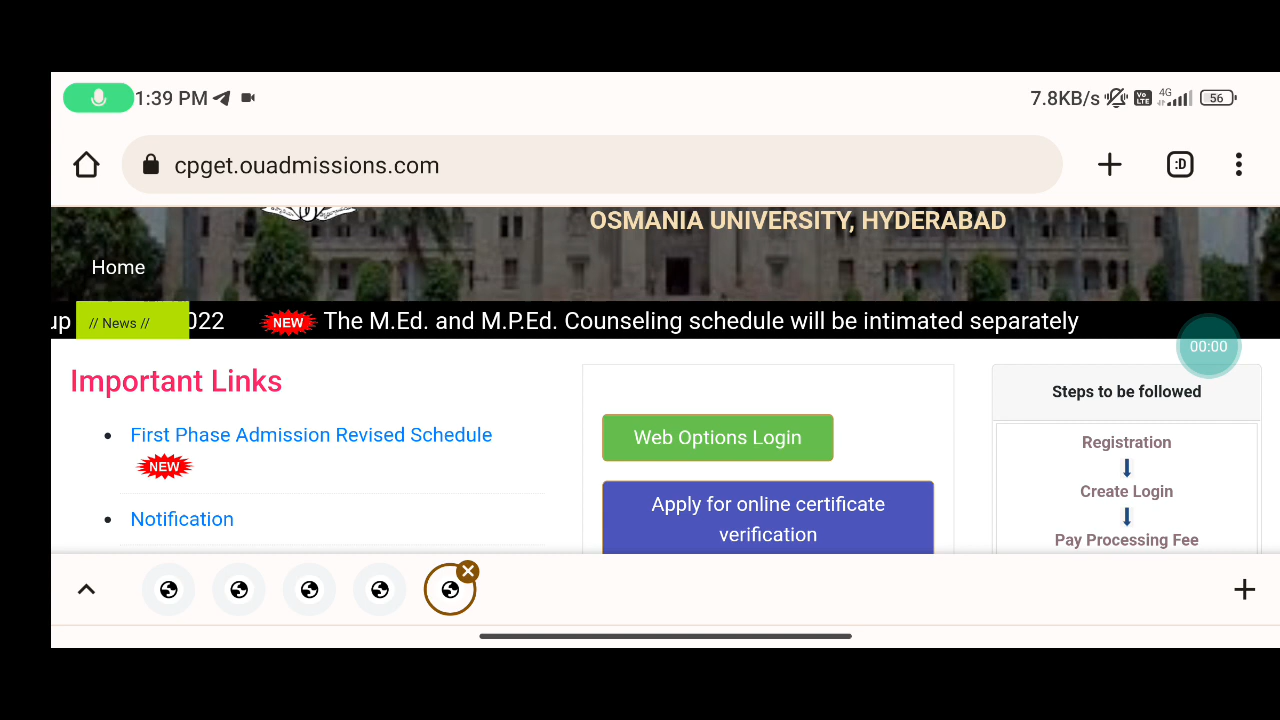 1:39 PM
7.8KB/s
Vo LTE
4G
56
cpget.ouadmissions.com
:D
OSMANIA UNIVERSITY, HYDERABAD
Home
up // News // 022 NEW The M.Ed. and M.P.Ed. Counseling schedule will be intimated separately
00:00
Important Links
First Phase Admission Revised Schedule
NEW
Notification
Web Options Login
Apply for online certificate
verification
Steps to be followed
Registration
Create Login
Pay Processing Fee